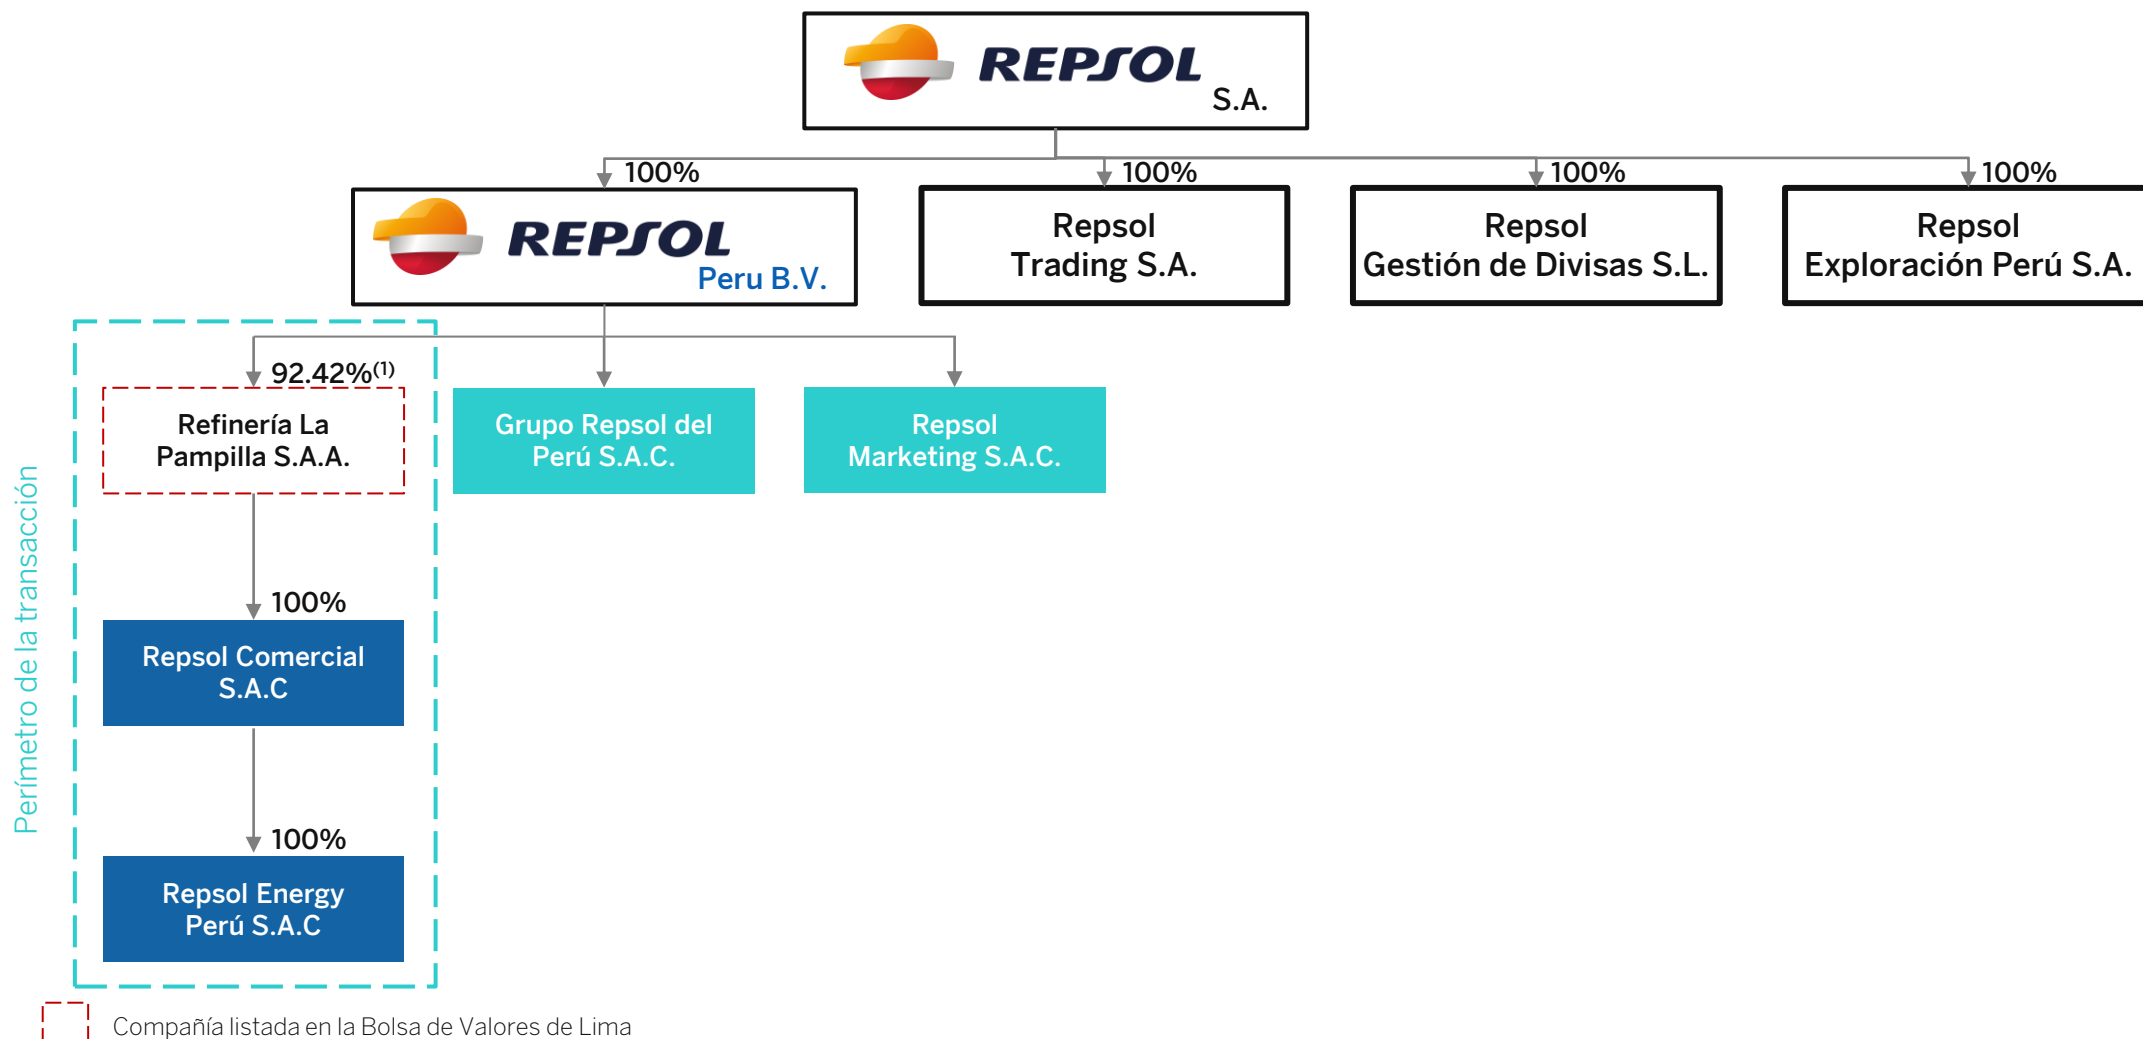 REPSOL
S.A.
100%
100%
100%
100%
REPSOL
Peru B.V.
Repsol
Trading S.A.
Repsol
Gestión de Divisas S.L.
Repsol
Exploración Perú S.A.
92.42%(1)
Refinería La
Pampilla S.A.A.
Grupo Repsol del
Perú S.A.C.
Repsol
Marketing S.A.C.
Perímetro de la transacción
100%
Repsol Comercial
S.A.C
100%
Repsol Energy
Perú S.A.C
Compañía listada en la Bolsa de Valores de Lima